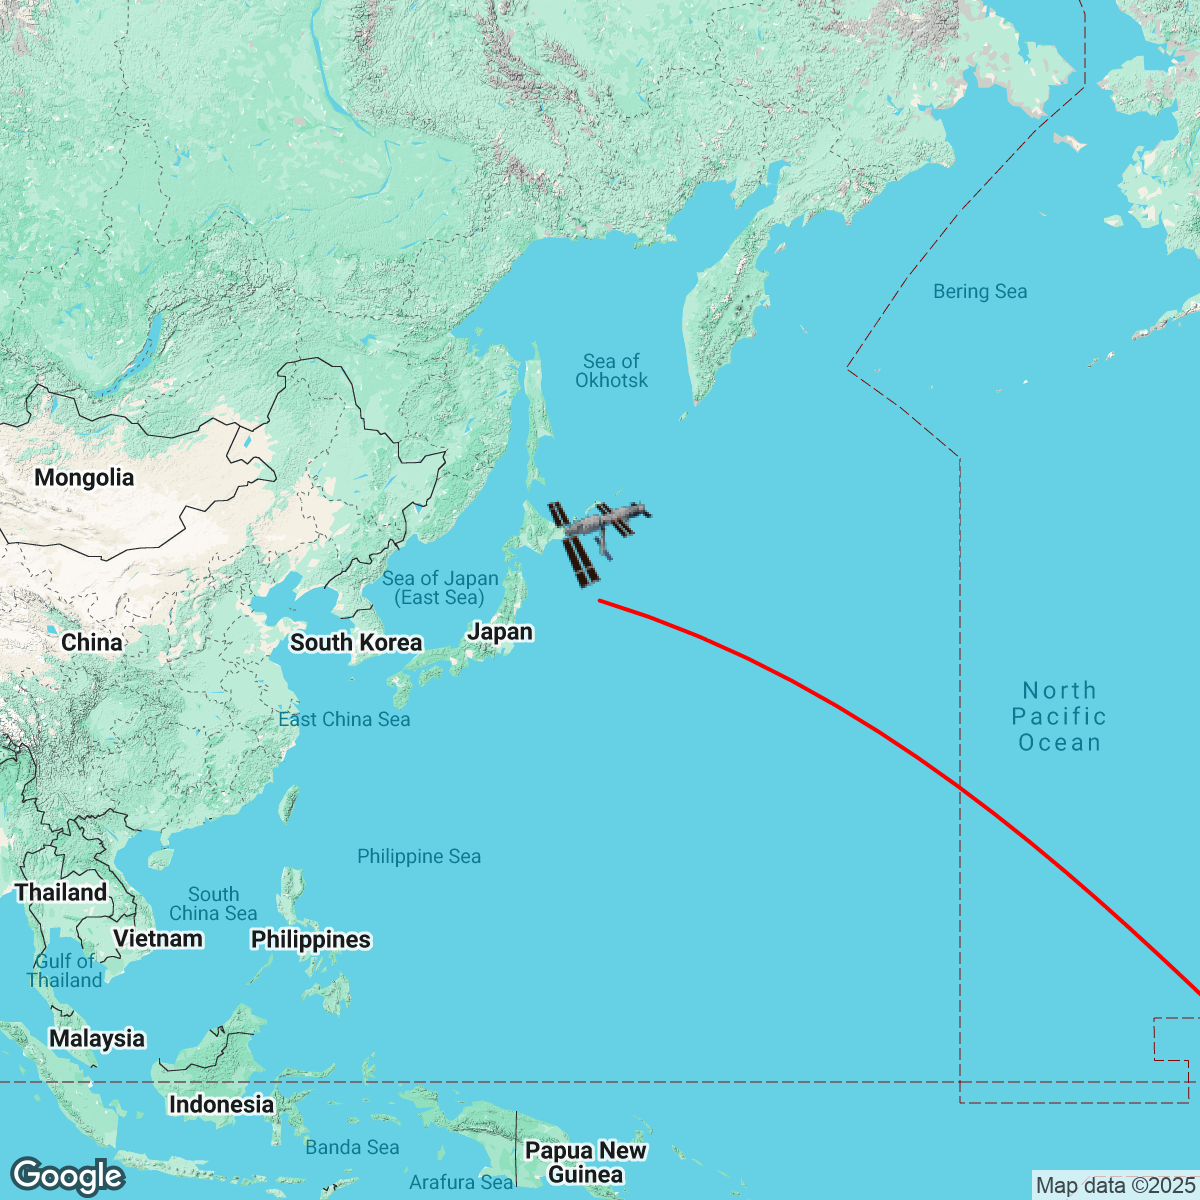 Bering Sea
Sea of
Okhotsk
Mongolia
Sea of Japan
(East Sea)
Japan
China
South Korea
North
Pacific
Ocean
East China Sea
Philippine Sea
Thailand
South
China Sea
Vietnam
Philippines
Gulf of
Thailand
Malaysia
Indonesia
Banda Sea
Papua New
Guinea
Arafura Sea
Google
Map data ©2025